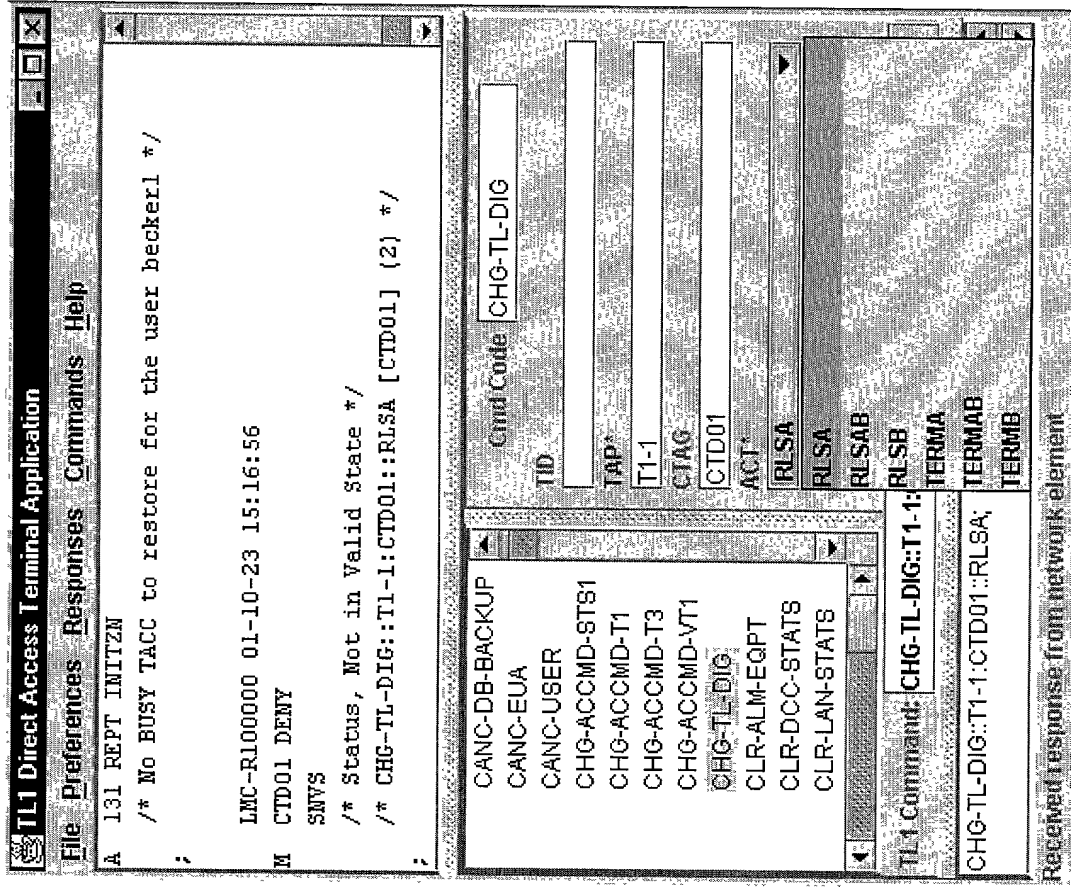 TL1 Direct Access Terminal Application
File Preferences Responses Commands Help
A 131 REPT INITZN
/* No BUSY TACC to restore for the user becker1 */
;
LMC-R100000 01-10-23 15:16:56
M CTD01 DENY
SNVS
/* Status, Not in Valid State */
/* CHG-TL-DIG::T1-1:CTD01::RLSA [CTD01] (2) */
;
CANC-DB-BACKUP
CANC-EUA
CANC-USER
CHG-ACCMD-STS1
CHG-ACCMD-T1
CHG-ACCMD-T3
CHG-ACCMD-VT1
CHG-TL-DIG
CLR-ALM-EQPT
CLR-DCC-STATS
CLR-LAN-STATS
Cmd Code CHG-TL-DIG
TID
TAP*
T1-1
CTAG
CTD01
ACT*
RLSA
RLSA
RLSAB
RLSB
TERMA
TERMAB
TERMB
TL1 Command: CHG-TL-DIG::T1-1:
CHG-TL-DIG::T1-1:CTD01::RLSA;
Received response from network element